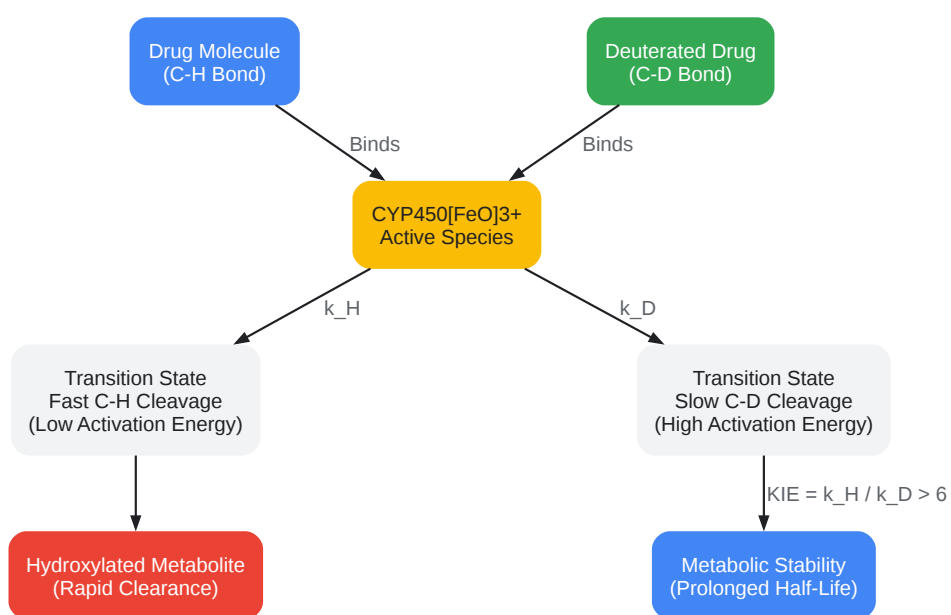 Drug Molecule
(C-H Bond)
Deuterated Drug
(C-D Bond)
Binds
Binds
CYP450[FeO]3+
Active Species
k_H
k_D
Transition State
Fast C-H Cleavage
(Low Activation Energy)
Transition State
Slow C-D Cleavage
(High Activation Energy)
KIE = k_H / k_D > 6
Hydroxylated Metabolite
(Rapid Clearance)
Metabolic Stability
(Prolonged Half-Life)